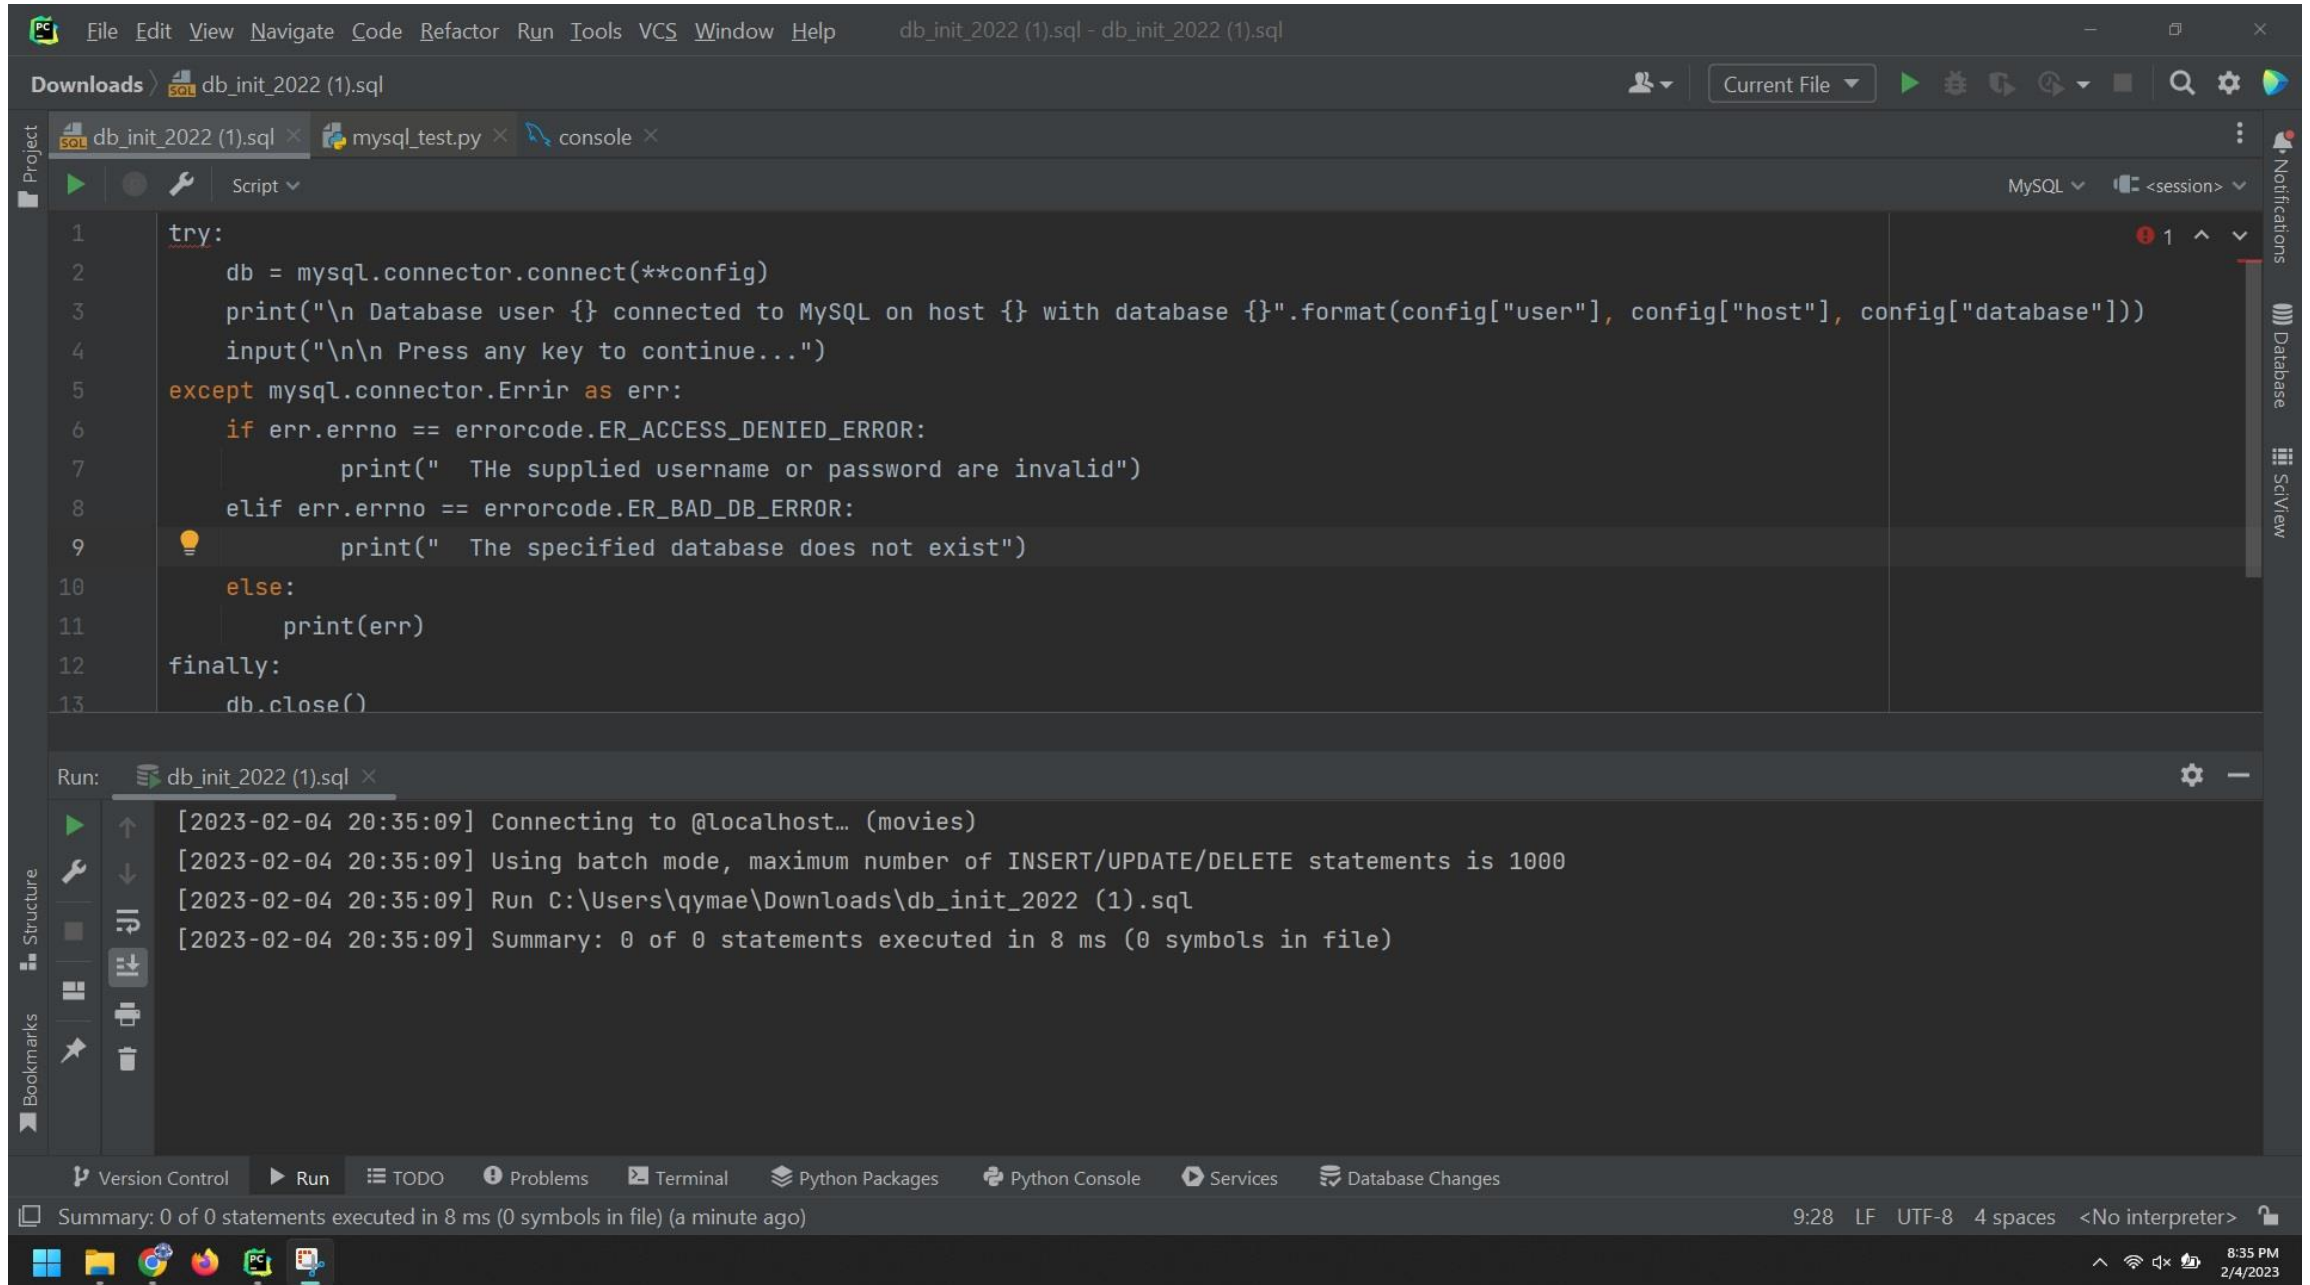 PC File Edit View Navigate Code Refactor Run Tools VCS Window Help db_init_2022 (1).sql - db_init_2022 (1).sql
Downloads db_init_2022 (1).sql Current File
Project
db_init_2022 (1).sql mysql_test.py console
Notifications
Script MySQL <session>
1 try: 1
2     db = mysql.connector.connect(**config)
3     print("\n Database user {} connected to MySQL on host {} with database {}".format(config["user"], config["host"], config["database"]))
4     input("\n\n Press any key to continue...")
5 except mysql.connector.Errir as err:
6     if err.errno == errorcode.ER_ACCESS_DENIED_ERROR:
7             print("  THe supplied username or password are invalid")
8     elif err.errno == errorcode.ER_BAD_DB_ERROR:
9             print("  The specified database does not exist")
10     else:
11         print(err)
12 finally:
13     db.close()
Database
SciView
Run: db_init_2022 (1).sql
[2023-02-04 20:35:09] Connecting to @localhost… (movies)
[2023-02-04 20:35:09] Using batch mode, maximum number of INSERT/UPDATE/DELETE statements is 1000
[2023-02-04 20:35:09] Run C:\Users\qymae\Downloads\db_init_2022 (1).sql
[2023-02-04 20:35:09] Summary: 0 of 0 statements executed in 8 ms (0 symbols in file)
Structure
Bookmarks
Version Control Run TODO Problems Terminal Python Packages Python Console Services Database Changes
Summary: 0 of 0 statements executed in 8 ms (0 symbols in file) (a minute ago) 9:28 LF UTF-8 4 spaces <No interpreter>
8:35 PM
2/4/2023